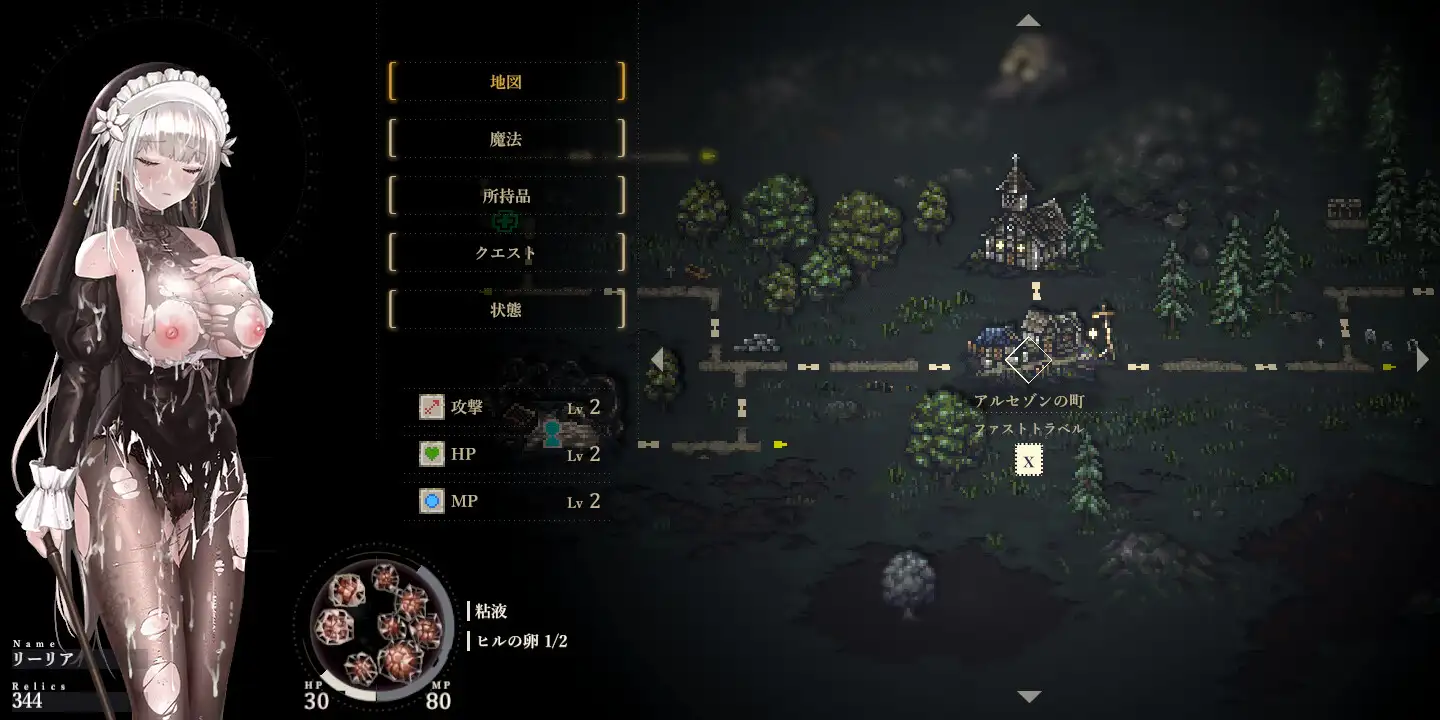 地図
魔法
所持品
クエスト
状態
攻撃 Lv 2
HP Lv 2
MP Lv 2
粘液
ヒルの卵 1/2
HP
30
MP
80
Name
リーリア
Relics
344
アルセゾンの町
ファストトラベル
X